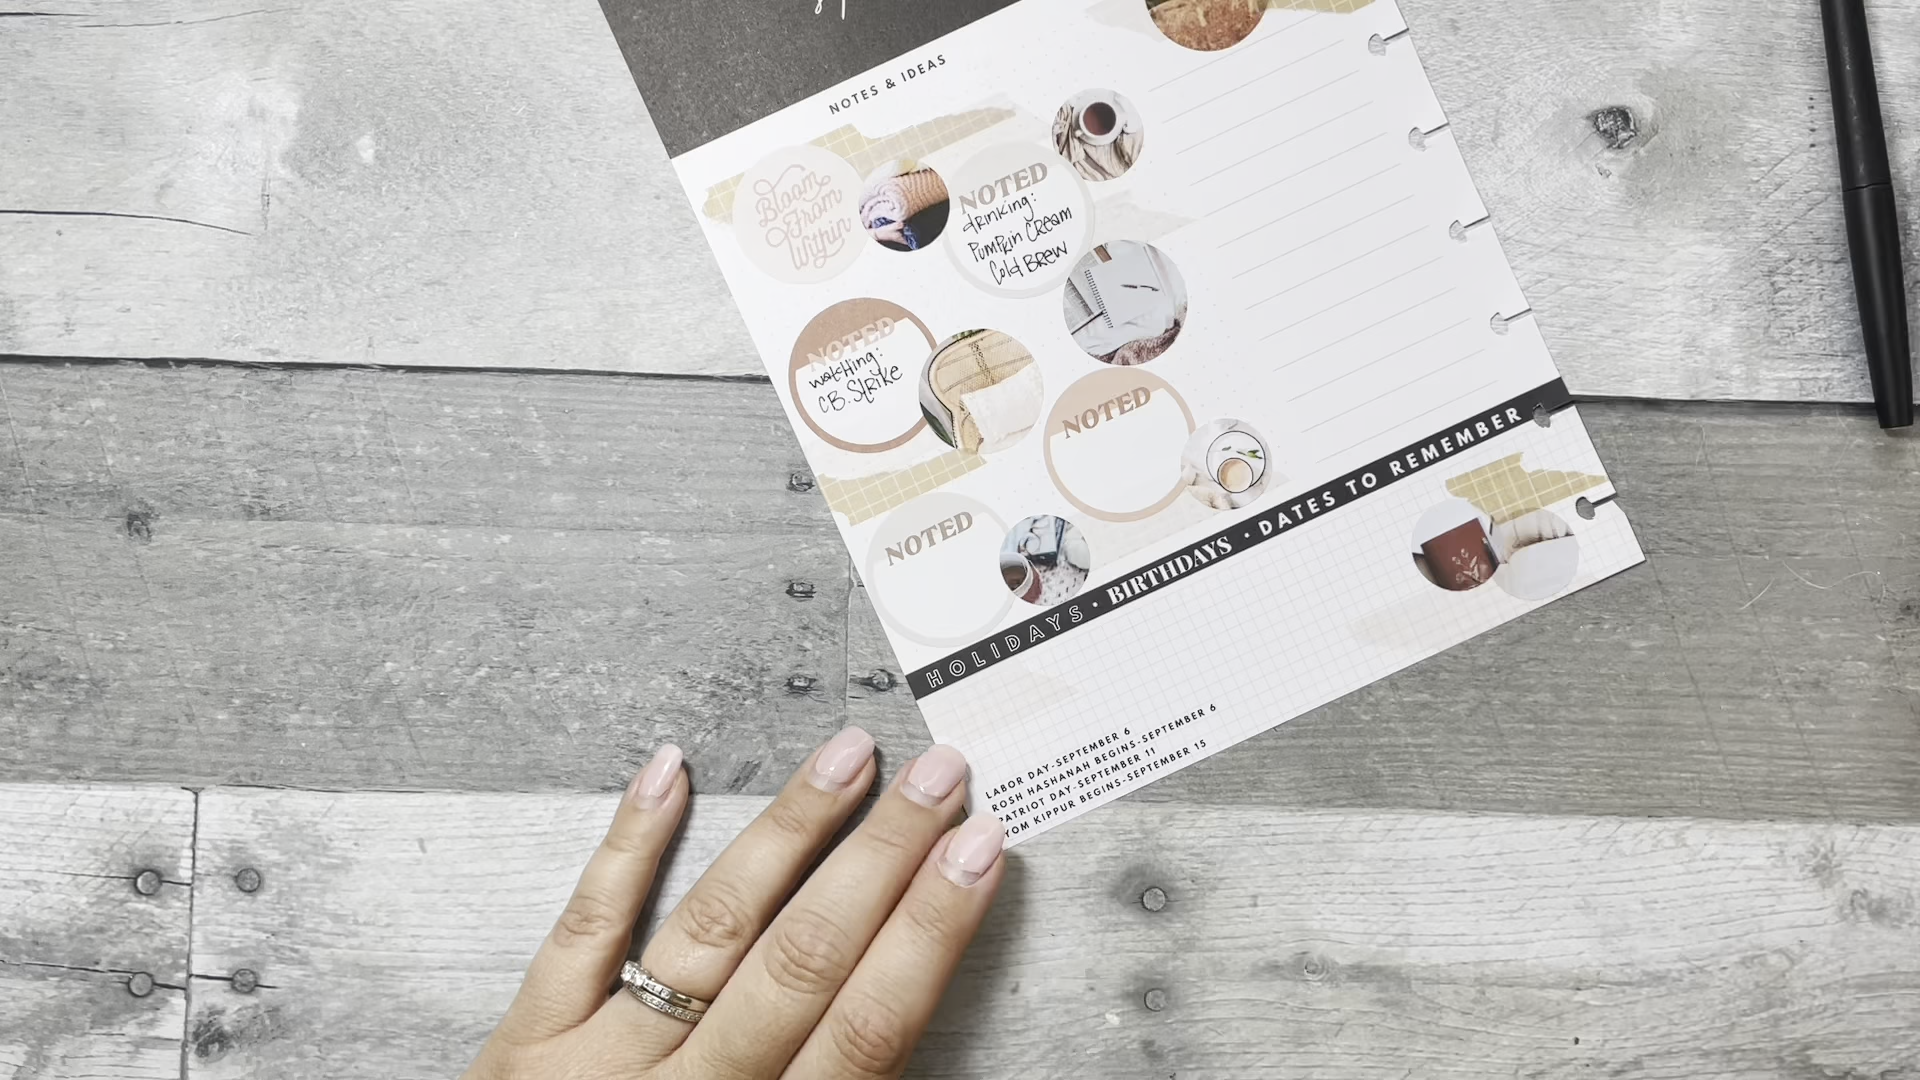 NOTES & IDEAS
Bloom
From
Within
NOTED
drinking:
Pumpkin Cream
Cold Brew
NOTED
watching:
CB. Strike
NOTED
NOTED
HOLIDAYS • BIRTHDAYS • DATES TO REMEMBER
LABOR DAY-SEPTEMBER 6
ROSH HASHANAH BEGINS-SEPTEMBER 6
PATRIOT DAY-SEPTEMBER 11
YOM KIPPUR BEGINS-SEPTEMBER 15